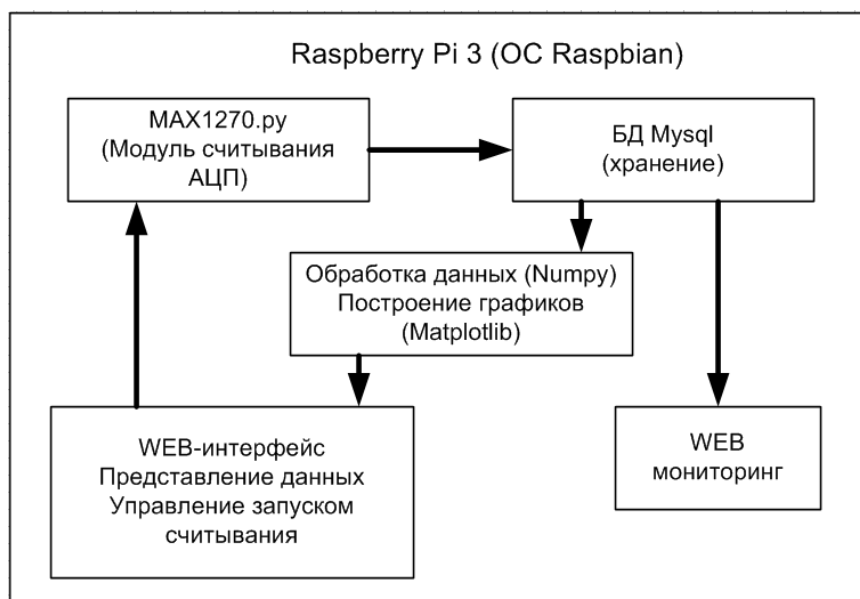 Raspberry Pi 3 (ОС Raspbian)
MAX1270.py
(Модуль считывания
АЦП)
БД Mysql
(хранение)
Обработка данных (Numpy)
Построение графиков
(Matplotlib)
WEB-интерфейс
Представление данных
Управление запуском
считывания
WEB
мониторинг